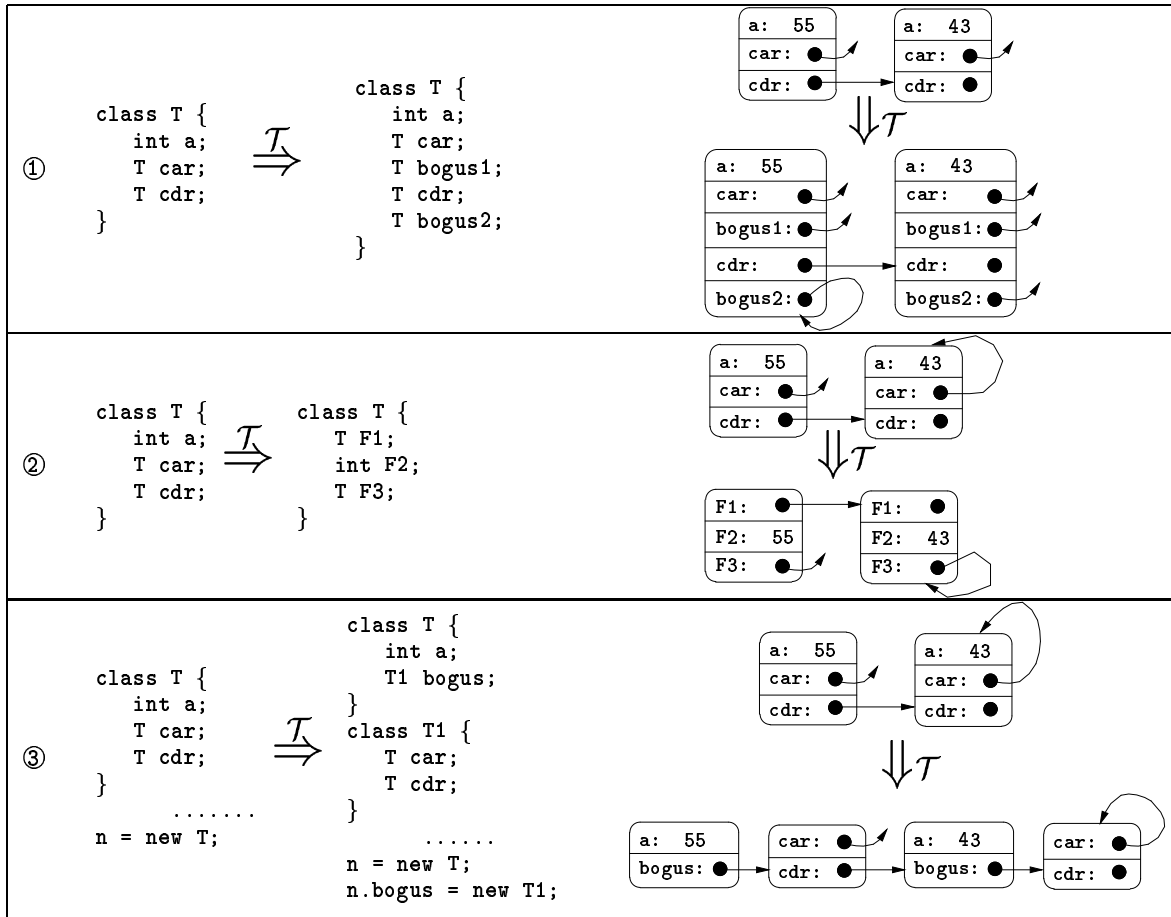 ①
class T {
int a;
T car;
T cdr;
}
𝒯
⇒
class T {
int a;
T car;
T bogus1;
T cdr;
T bogus2;
}
a: 55
car:
cdr:
a: 43
car:
cdr:
⇓ 𝒯
a: 55
car:
bogus1:
cdr:
bogus2:
a: 43
car:
bogus1:
cdr:
bogus2:
②
class T {
int a;
T car;
T cdr;
}
𝒯
⇒
class T {
T F1;
int F2;
T F3;
}
a: 55
car:
cdr:
a: 43
car:
cdr:
⇓ 𝒯
F1:
F2: 55
F3:
F1:
F2: 43
F3:
③
class T {
int a;
T car;
T cdr;
}
.......
n = new T;
𝒯
⇒
class T {
int a;
T1 bogus;
}
class T1 {
T car;
T cdr;
}
......
n = new T;
n.bogus = new T1;
a: 55
car:
cdr:
a: 43
car:
cdr:
⇓ 𝒯
a: 55
bogus:
car:
cdr:
a: 43
bogus:
car:
cdr: